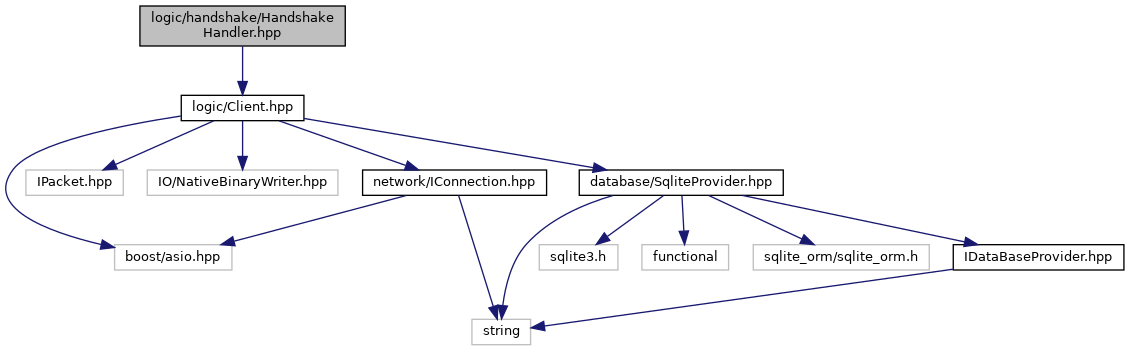 logic/handshake/Handshake
Handler.hpp
logic/Client.hpp
IPacket.hpp
IO/NativeBinaryWriter.hpp
network/IConnection.hpp
database/SqliteProvider.hpp
boost/asio.hpp
sqlite3.h
functional
sqlite_orm/sqlite_orm.h
IDataBaseProvider.hpp
string